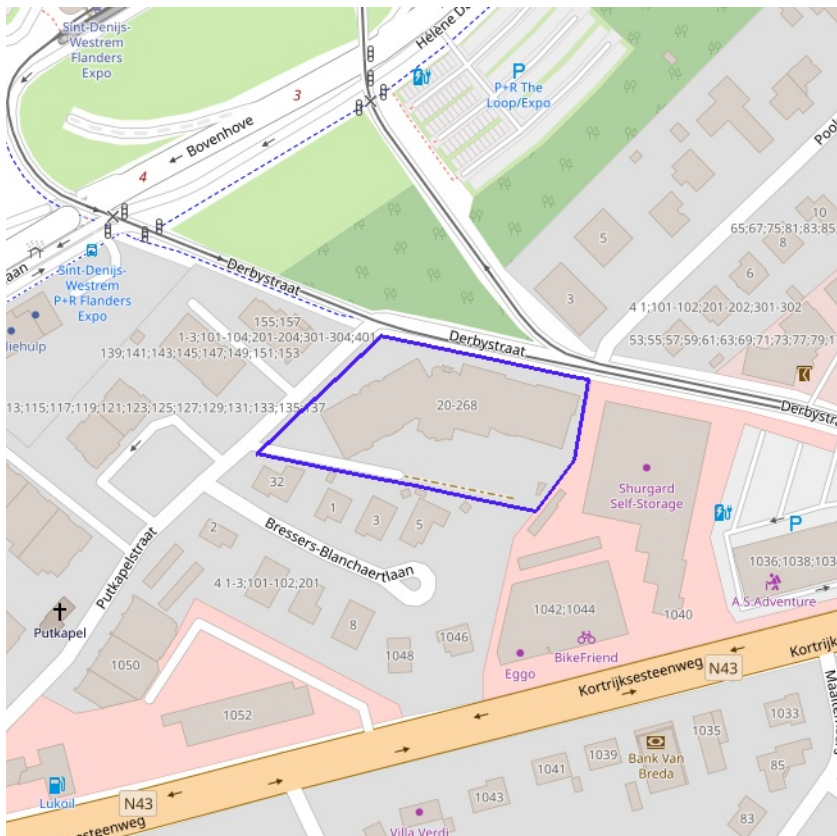 Sint-Denijs-
Westrem
Flanders
Expo
3
Bovenhove
4
P
P+R The
Loop/Expo
Sint-Denijs-
Westrem
P+R Flanders
Expo
laan
liehulp
Derbystraat
Derbystraat
Derbystra
5
3
10
65;67;75;81;83;85;
8
6
4 1;101-102;201-202;301-302
53;55;57;59;61;63;69;71;73;77;79;1
155;157
1-3;101-104;201-204;301-304;401
139;141;143;145;147;149;151;153
13;115;117;119;121;123;125;127;129;131;133;135;137
20-268
Shurgard
Self-Storage
P
1036;1038;103
A.S.Adventure
32
1
3
5
2
Bressers-Blanchaertlaan
4 1-3;101-102;201
8
Putkapelstraat
Putkapel
1050
1048
1046
1042;1044
BikeFriend
Eggo
1040
1052
Kortrijksesteenweg
N43
Kortrijk
Lukoil
N43
sesteenweg
1043
1041
1039
Bank Van
Breda
1035
1033
85
83
Villa Verdi